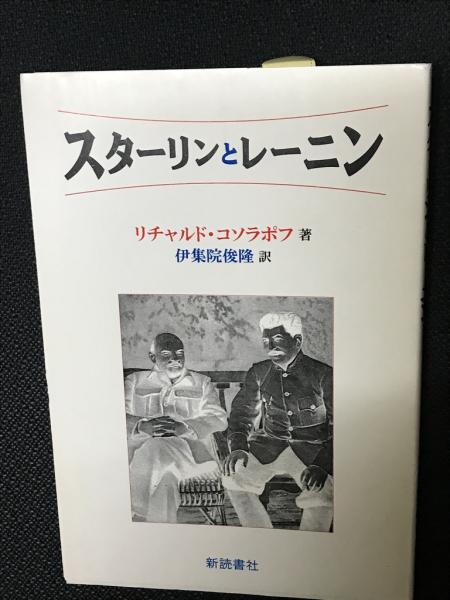 スターリンとレーニン
リチャルド・コソラポフ 著
伊集院俊隆 訳
新読書社